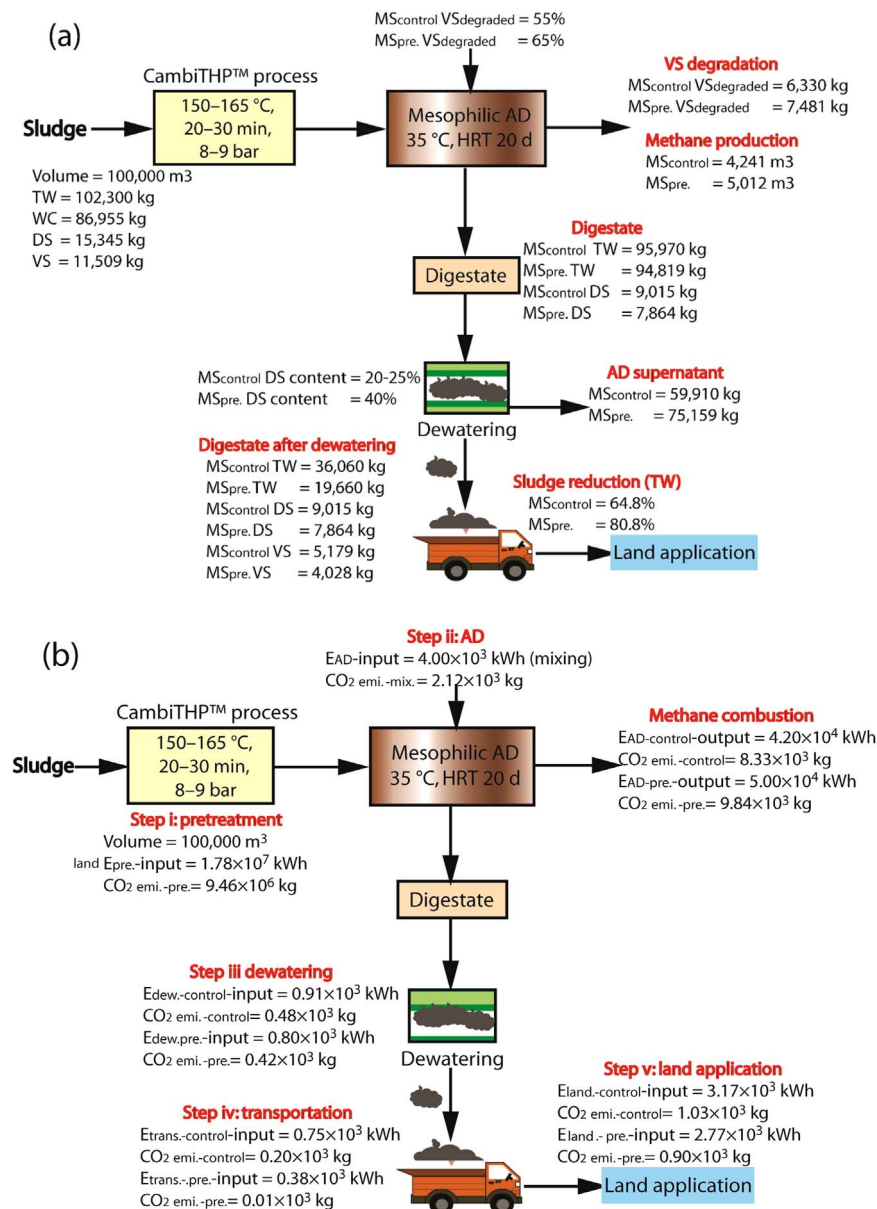 (a)
MScontrol VSdegraded = 55%
MSpre. VSdegraded = 65%
CambiTHP™ process
150–165 °C,
20–30 min,
8–9 bar
Sludge
Mesophilic AD
35 °C, HRT 20 d
VS degradation
MScontrol VSdegraded = 6,330 kg
MSpre. VSdegraded = 7,481 kg
Methane production
MScontrol = 4,241 m3
MSpre. = 5,012 m3
Volume = 100,000 m3
TW = 102,300 kg
WC = 86,955 kg
DS = 15,345 kg
VS = 11,509 kg
Digestate
Digestate
MScontrol TW = 95,970 kg
MSpre. TW = 94,819 kg
MScontrol DS = 9,015 kg
MSpre. DS = 7,864 kg
MScontrol DS content = 20-25%
MSpre. DS content = 40%
Dewatering
AD supernatant
MScontrol = 59,910 kg
MSpre. = 75,159 kg
Digestate after dewatering
MScontrol TW = 36,060 kg
MSpre. TW = 19,660 kg
MScontrol DS = 9,015 kg
MSpre. DS = 7,864 kg
MScontrol VS = 5,179 kg
MSpre. VS = 4,028 kg
Sludge reduction (TW)
MScontrol = 64.8%
MSpre. = 80.8%
Land application
(b)
Step ii: AD
EAD-input = 4.00×10³ kWh (mixing)
CO2 emi.-mix. = 2.12×10³ kg
CambiTHP™ process
150–165 °C,
20–30 min,
8–9 bar
Sludge
Mesophilic AD
35 °C, HRT 20 d
Methane combustion
EAD-control-output = 4.20×10⁴ kWh
CO2 emi.-control= 8.33×10³ kg
EAD-pre.-output = 5.00×10⁴ kWh
CO2 emi.-pre.= 9.84×10³ kg
Step i: pretreatment
Volume = 100,000 m³
land Epre.-input = 1.78×10⁷ kWh
CO2 emi.-pre.= 9.46×10⁶ kg
Digestate
Step iii dewatering
Edew.-control-input = 0.91×10³ kWh
CO2 emi.-control= 0.48×10³ kg
Edew.pre.-input = 0.80×10³ kWh
CO2 emi.-pre.= 0.42×10³ kg
Dewatering
Step iv: transportation
Etrans.-control-input = 0.75×10³ kWh
CO2 emi.-control= 0.20×10³ kg
Etrans.-.pre.-input = 0.38×10³ kWh
CO2 emi.-pre.= 0.01×10³ kg
Step v: land application
Eland.-control-input = 3.17×10³ kWh
CO2 emi.-control= 1.03×10³ kg
Eland.- pre.-input = 2.77×10³ kWh
CO2 emi.-pre.= 0.90×10³ kg
Land application